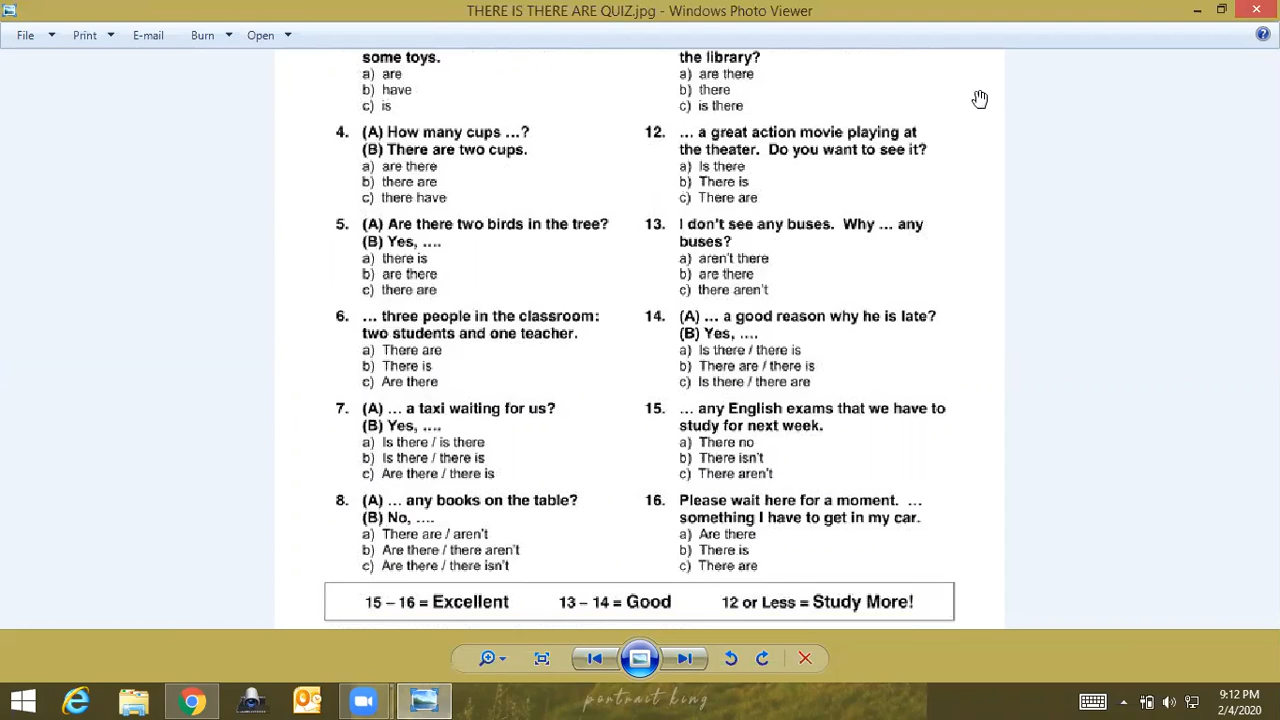 THERE IS THERE ARE QUIZ.jpg - Windows Photo Viewer
File Print E-mail Burn Open
some toys.
a) are
b) have
c) is
4. (A) How many cups …?
(B) There are two cups.
a) are there
b) there are
c) there have
5. (A) Are there two birds in the tree?
(B) Yes, ….
a) there is
b) are there
c) there are
6. … three people in the classroom:
two students and one teacher.
a) There are
b) There is
c) Are there
7. (A) … a taxi waiting for us?
(B) Yes, ….
a) Is there / is there
b) Is there / there is
c) Are there / there is
8. (A) … any books on the table?
(B) No, ….
a) There are / aren't
b) Are there / there aren't
c) Are there / there isn't
the library?
a) are there
b) there
c) is there
12. … a great action movie playing at
the theater. Do you want to see it?
a) Is there
b) There is
c) There are
13. I don't see any buses. Why … any
buses?
a) aren't there
b) are there
c) there aren't
14. (A) … a good reason why he is late?
(B) Yes, ….
a) Is there / there is
b) There are / there is
c) Is there / there are
15. … any English exams that we have to
study for next week.
a) There no
b) There isn't
c) There aren't
16. Please wait here for a moment. …
something I have to get in my car.
a) Are there
b) There is
c) There are
15 – 16 = Excellent 13 – 14 = Good 12 or Less = Study More!
portrait king
9:12 PM
2/4/2020